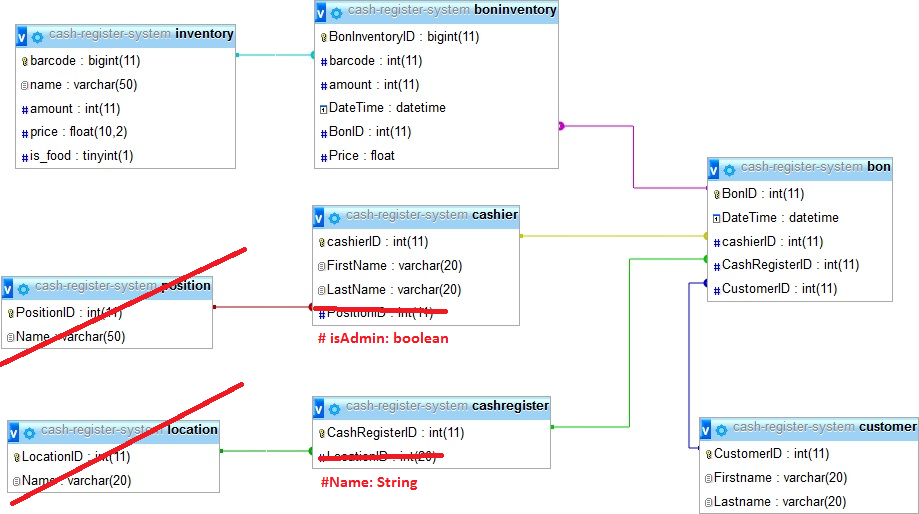 cash-register-system inventory
barcode : bigint(11)
name : varchar(50)
amount : int(11)
price : float(10,2)
is_food : tinyint(1)
cash-register-system boninventory
BonInventoryID : bigint(11)
barcode : int(11)
amount : int(11)
DateTime : datetime
BonID : int(11)
Price : float
cash-register-system bon
BonID : int(11)
DateTime : datetime
cashierID : int(11)
CashRegisterID : int(11)
CustomerID : int(11)
cash-register-system cashier
cashierID : int(11)
FirstName : varchar(20)
LastName : varchar(20)
PositionID : int(11)
# isAdmin: boolean
cash-register-system position
PositionID : int(11)
Name : varchar(50)
cash-register-system cashregister
CashRegisterID : int(11)
LocationID : int(20)
#Name: String
cash-register-system location
LocationID : int(11)
Name : varchar(20)
cash-register-system customer
CustomerID : int(11)
Firstname : varchar(20)
Lastname : varchar(20)